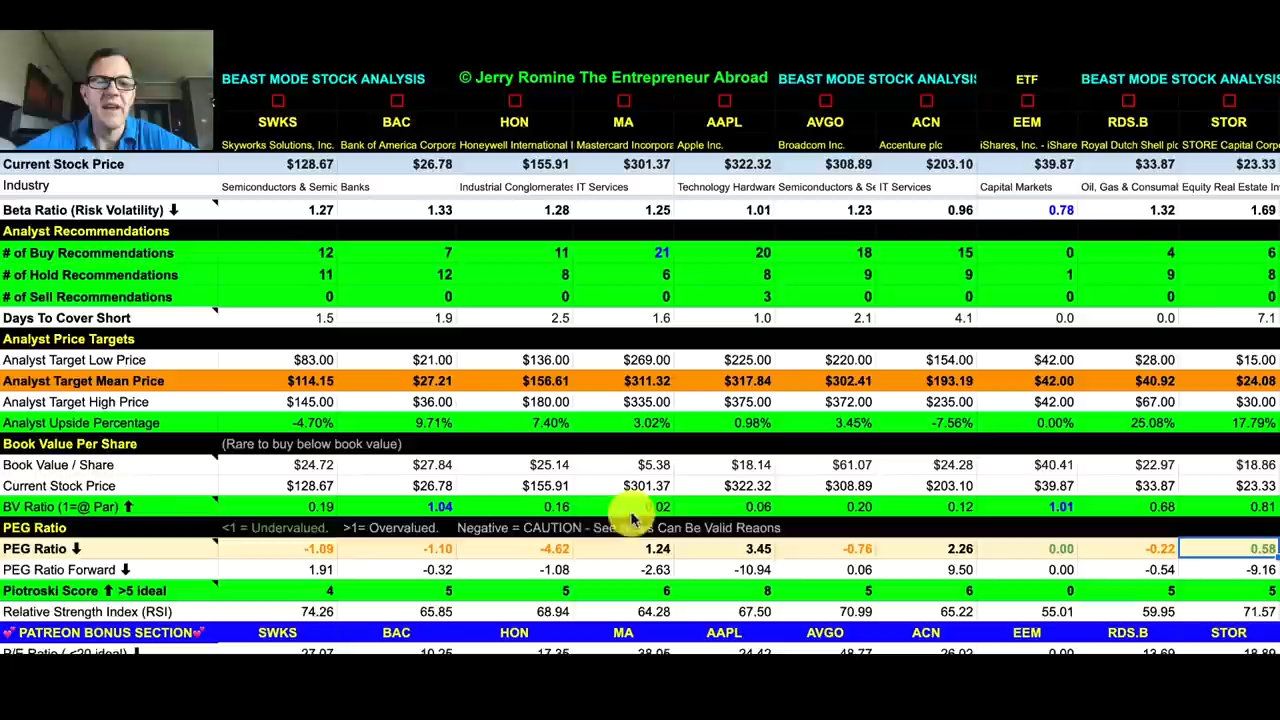 BEAST MODE STOCK ANALYSIS © Jerry Romine The Entrepreneur Abroad BEAST MODE STOCK ANALYSIS ETF BEAST MODE STOCK ANALYSIS
SWKS BAC HON MA AAPL AVGO ACN EEM RDS.B STOR
Skyworks Solutions, Inc. Bank of America Corpora Honeywell International I Mastercard Incorpora Apple Inc. Broadcom Inc. Accenture plc iShares, Inc. - iShare Royal Dutch Shell plc STORE Capital Corp
Current Stock Price $128.67 $26.78 $155.91 $301.37 $322.32 $308.89 $203.10 $39.87 $33.87 $23.33
Industry Semiconductors & Semic Banks Industrial Conglomerates IT Services Technology Hardwar Semiconductors & Se IT Services Capital Markets Oil, Gas & Consumal Equity Real Estate In
Beta Ratio (Risk Volatility) 🡇 1.27 1.33 1.28 1.25 1.01 1.23 0.96 0.78 1.32 1.69
Analyst Recommendations
# of Buy Recommendations 12 7 11 21 20 18 15 0 4 6
# of Hold Recommendations 11 12 8 6 8 9 9 1 9 8
# of Sell Recommendations 0 0 0 0 3 0 0 0 0 0
Days To Cover Short 1.5 1.9 2.5 1.6 1.0 2.1 4.1 0.0 0.0 7.1
Analyst Price Targets
Analyst Target Low Price $83.00 $21.00 $136.00 $269.00 $225.00 $220.00 $154.00 $42.00 $28.00 $15.00
Analyst Target Mean Price $114.15 $27.21 $156.61 $311.32 $317.84 $302.41 $193.19 $42.00 $40.92 $24.08
Analyst Target High Price $145.00 $36.00 $180.00 $335.00 $375.00 $372.00 $235.00 $42.00 $67.00 $30.00
Analyst Upside Percentage -4.70% 9.71% 7.40% 3.02% 0.98% 3.45% -7.56% 0.00% 25.08% 17.79%
Book Value Per Share (Rare to buy below book value)
Book Value / Share $24.72 $27.84 $25.14 $5.38 $18.14 $61.07 $24.28 $40.41 $22.97 $18.86
Current Stock Price $128.67 $26.78 $155.91 $301.37 $322.32 $308.89 $203.10 $39.87 $33.87 $23.33
BV Ratio (1=@ Par) 🡅 0.19 1.04 0.16 0.02 0.06 0.20 0.12 1.01 0.68 0.81
PEG Ratio <1 = Undervalued. >1= Overvalued. Negative = CAUTION - See Can Be Valid Reaons
PEG Ratio 🡇 -1.09 -1.10 -4.62 1.24 3.45 -0.76 2.26 0.00 -0.22 0.58
PEG Ratio Forward 🡇 1.91 -0.32 -1.08 -2.63 -10.94 0.06 9.50 0.00 -0.54 -9.16
Piotroski Score 🡅 >5 ideal 4 5 5 6 8 5 6 0 5 5
Relative Strength Index (RSI) 74.26 65.85 68.94 64.28 67.50 70.99 65.22 55.01 59.95 71.57
💕 PATREON BONUS SECTION💕 SWKS BAC HON MA AAPL AVGO ACN EEM RDS.B STOR